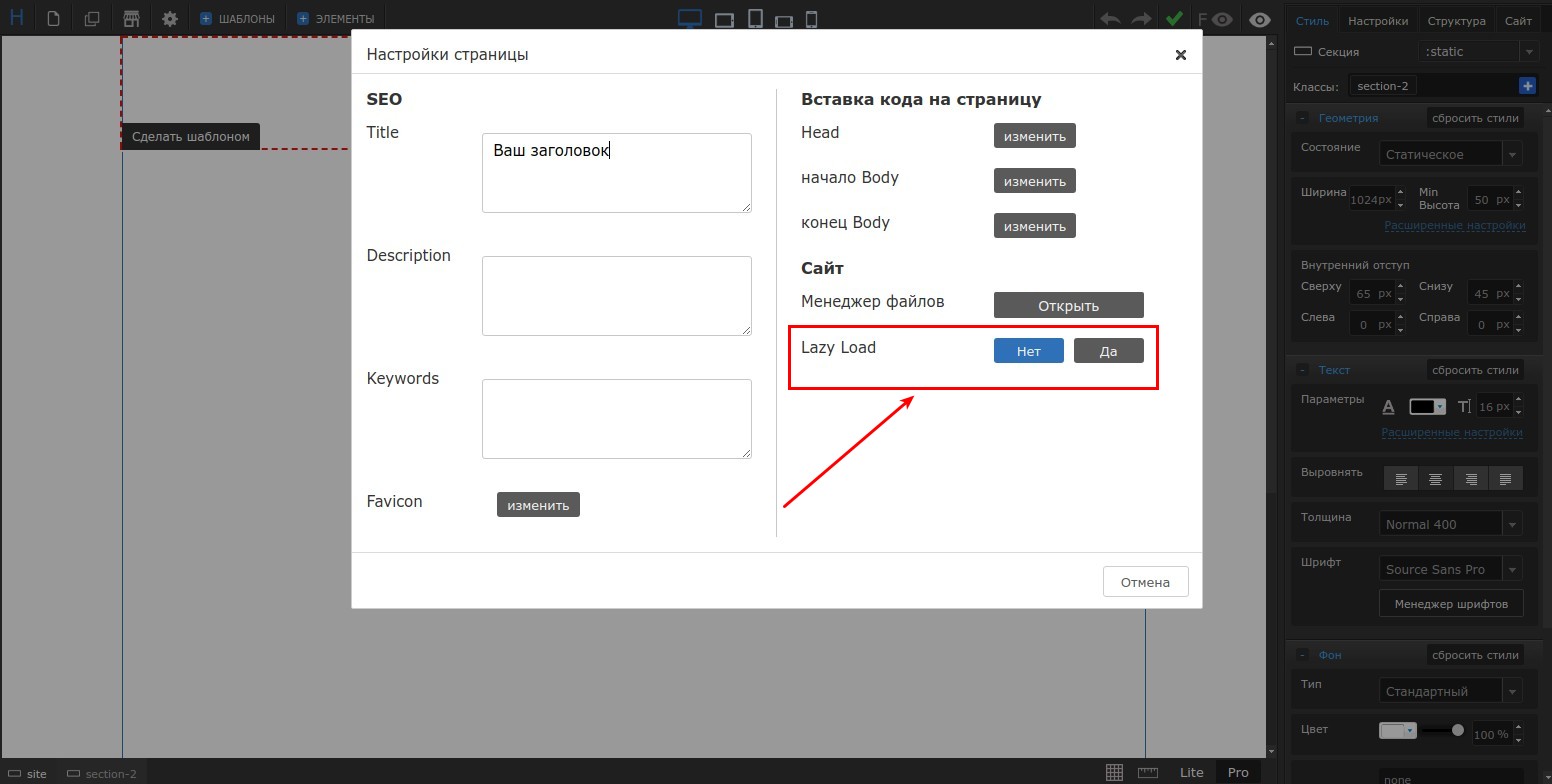 H
ШАБЛОНЫ
ЭЛЕМЕНТЫ
F
Стиль
Настройки
Структура
Сайт
Настройки страницы
SEO
Title
Ваш заголовок
Description
Keywords
Favicon
изменить
Вставка кода на страницу
Head
изменить
начало Body
изменить
конец Body
изменить
Сайт
Менеджер файлов
Открыть
Lazy Load
Нет
Да
Отмена
Сделать шаблоном
Секция
:static
Классы:
section-2
Геометрия
сбросить стили
Состояние
Статическое
Ширина
1024px
Min
Высота
50 px
Расширенные настройки
Внутренний отступ
Сверху
65 px
Снизу
45 px
Слева
0 px
Справа
0 px
Текст
сбросить стили
Параметры
A
T
16 px
Расширенные настройки
Выровнять
Толщина
Normal 400
Шрифт
Source Sans Pro
Менеджер шрифтов
Фон
сбросить стили
Тип
Стандартный
Цвет
100 %
none
site
section-2
Lite
Pro